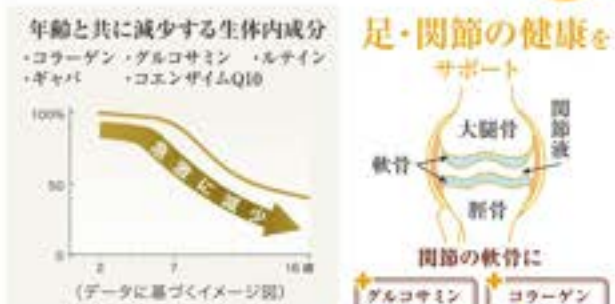 年齢と共に減少する生体内成分
・コラーゲン ・グルコサミン ・ルテイン
・ギャバ ・コエンザイムQ10
100%
50
0
急激に減少
2 7 16歳
(データに基づくイメージ図)
足・関節の健康を
サポート
大腿骨
関節液
軟骨
脛骨
関節の軟骨に
グルコサミン コラーゲン